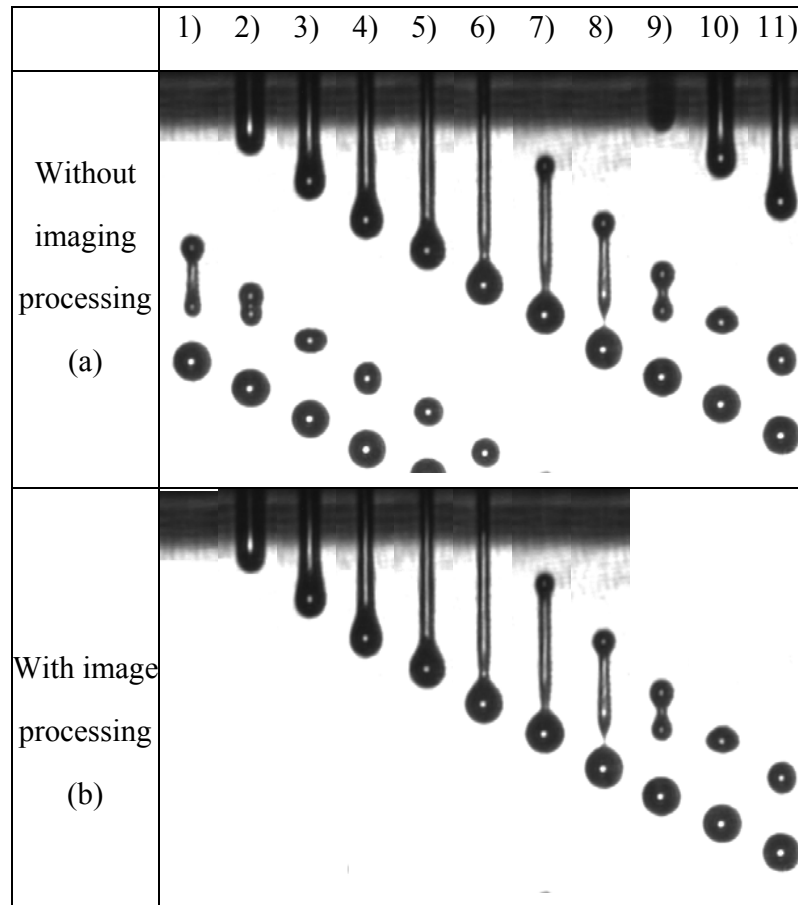 1) 2) 3) 4) 5) 6) 7) 8) 9) 10) 11)
Without
imaging
processing
(a)
With image
processing
(b)